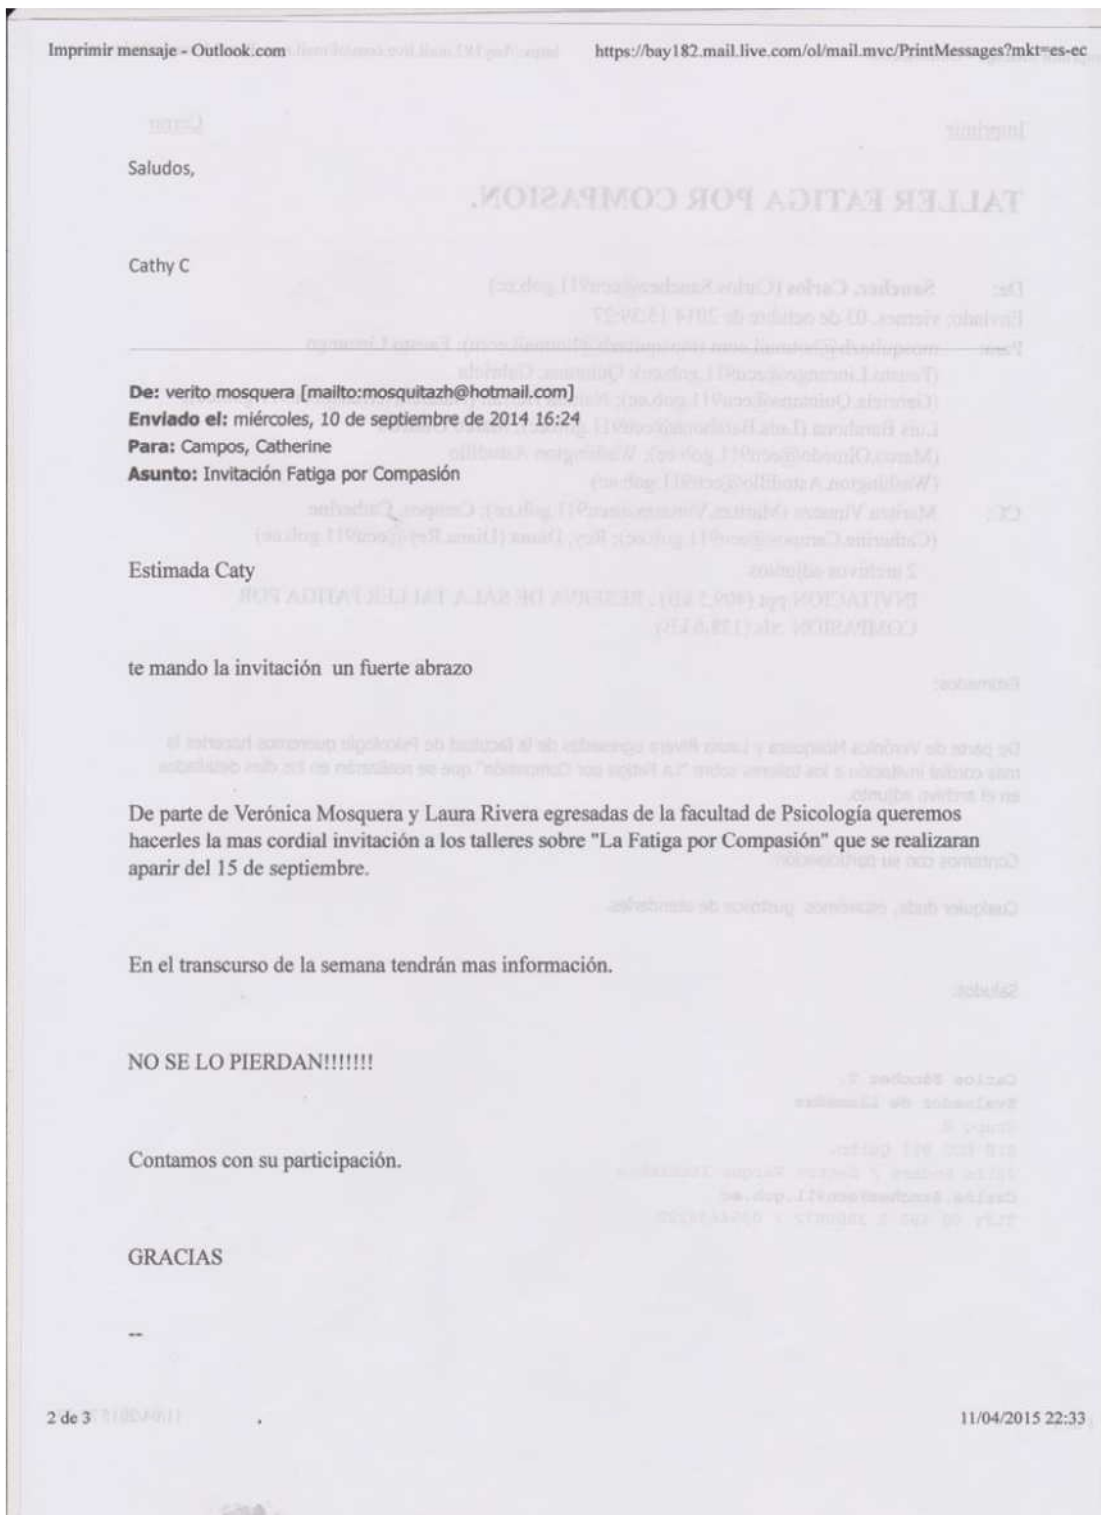 Imprimir mensaje - Outlook.com
https://bay182.mail.live.com/ol/mail.mvc/PrintMessages?mkt=es-ec
Saludos,
TALLER FATIGA POR COMPASION.
Cathy C
De: verito mosquera [mailto:mosquitazh@hotmail.com]
Enviado el: miércoles, 10 de septiembre de 2014 16:24
Para: Campos, Catherine
Asunto: Invitación Fatiga por Compasión
Estimada Caty
te mando la invitación un fuerte abrazo
De parte de Verónica Mosquera y Laura Rivera egresadas de la facultad de Psicología queremos
hacerles la mas cordial invitación a los talleres sobre "La Fatiga por Compasión" que se realizaran
aparir del 15 de septiembre.
En el transcurso de la semana tendrán mas información.
NO SE LO PIERDAN!!!!!!!
Contamos con su participación.
GRACIAS
--
2 de 3
11/04/2015 22:33